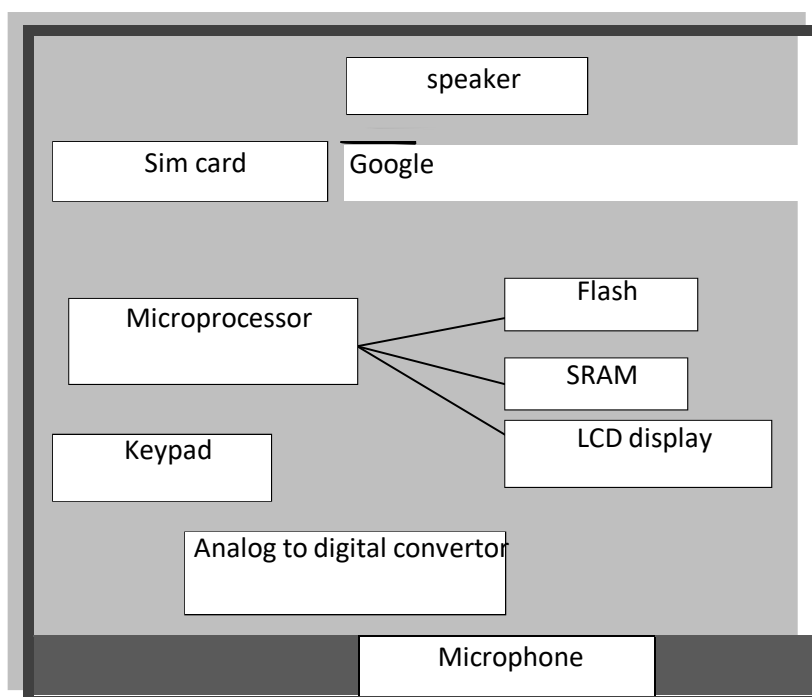 speaker
Sim card
Google
Flash
Microprocessor
SRAM
LCD display
Keypad
Analog to digital convertor
Microphone